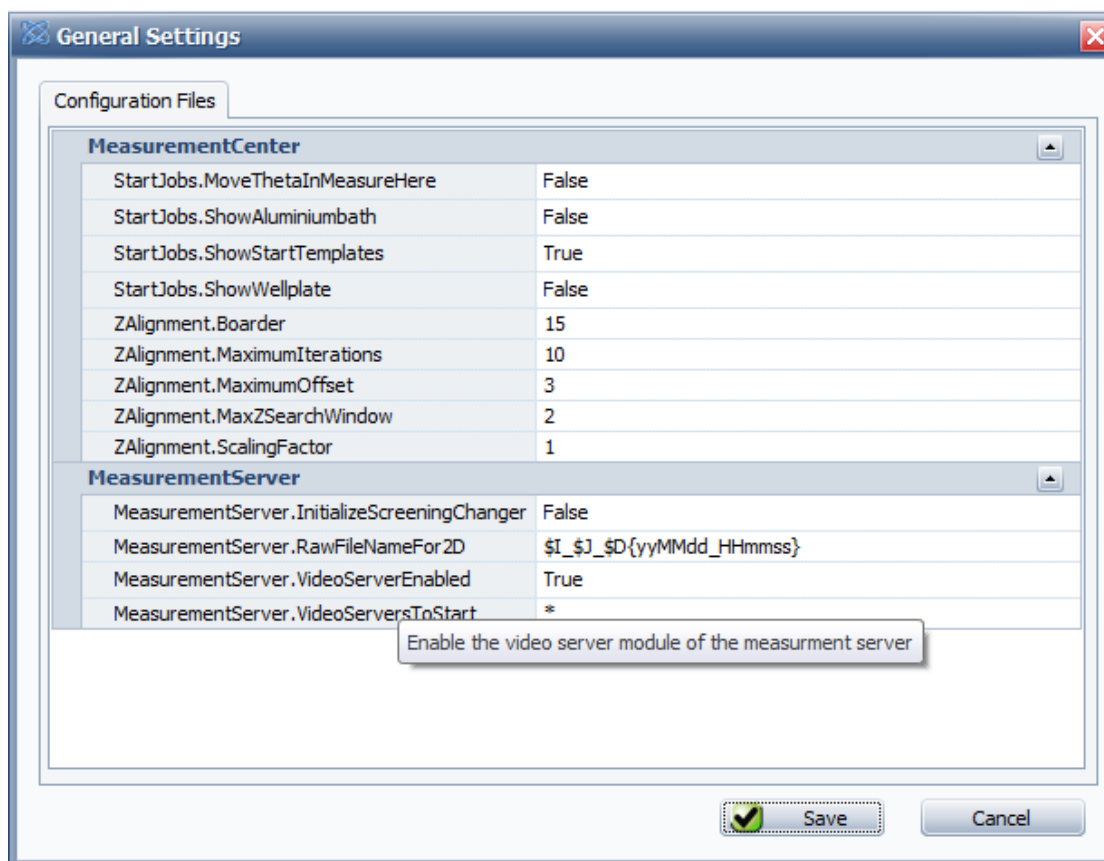 General Settings
Configuration Files
MeasurementCenter
StartJobs.MoveThetaInMeasureHere False
StartJobs.ShowAluminiumbath False
StartJobs.ShowStartTemplates True
StartJobs.ShowWellplate False
ZAlignment.Boarder 15
ZAlignment.MaximumIterations 10
ZAlignment.MaximumOffset 3
ZAlignment.MaxZSearchWindow 2
ZAlignment.ScalingFactor 1
MeasurementServer
MeasurementServer.InitializeScreeningChanger False
MeasurementServer.RawFileNameFor2D $I_$J_$D{yyMMdd_HHmmss}
MeasurementServer.VideoServerEnabled True
MeasurementServer.VideoServersToStart *
Enable the video server module of the measurment server
Save Cancel